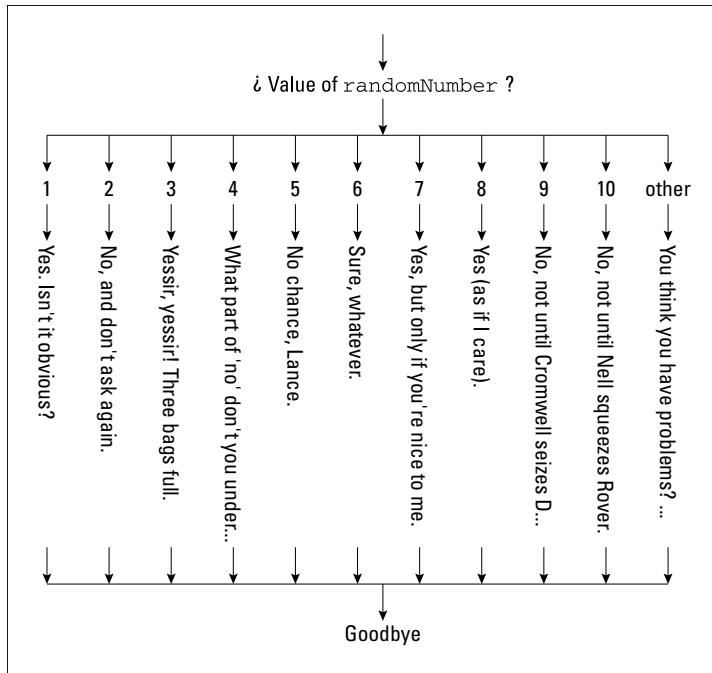 ¿ Value of randomNumber ?
1 2 3 4 5 6 7 8 9 10 other
Yes. Isn't it obvious?
No, and don't ask again.
Yessir, yessir! Three bags full.
What part of 'no' don't you under...
No chance, Lance.
Sure, whatever.
Yes, but only if you're nice to me.
Yes (as if I care).
No, not until Cromwell seizes D...
No, not until Nell squeezes Rover.
You think you have problems? ...
Goodbye